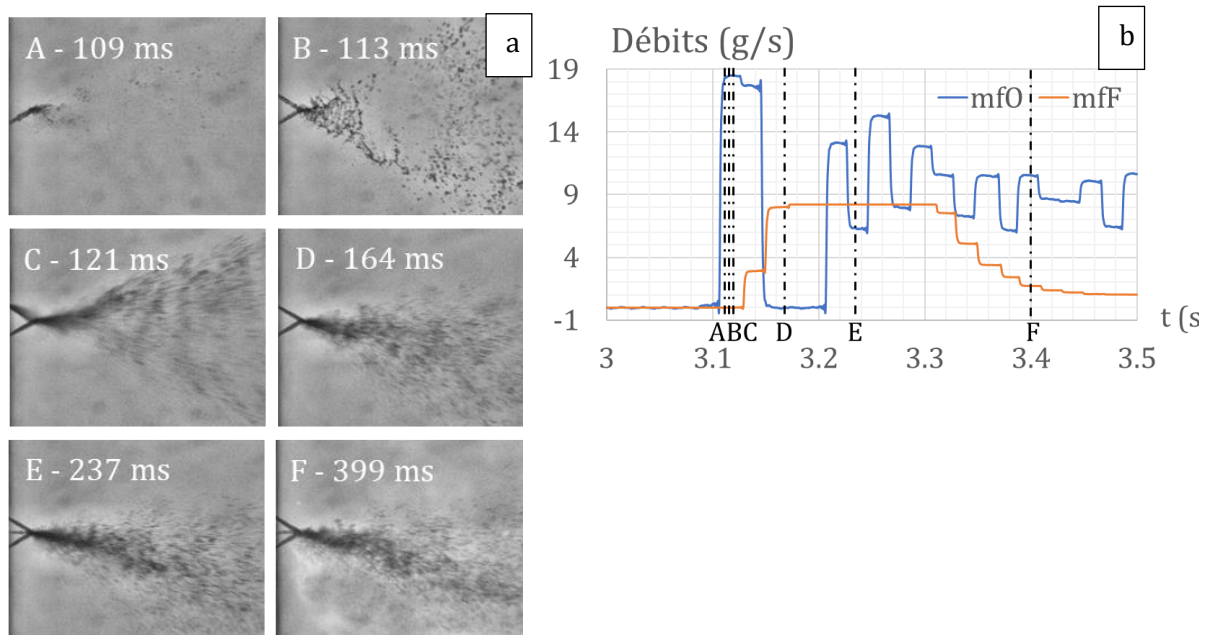 A - 109 ms
B - 113 ms
a
C - 121 ms
D - 164 ms
E - 237 ms
F - 399 ms
b
Débits (g/s)
mfO
mfF
19
14
9
4
-1
A B C D E F
t (s
3 3.1 3.2 3.3 3.4 3.5